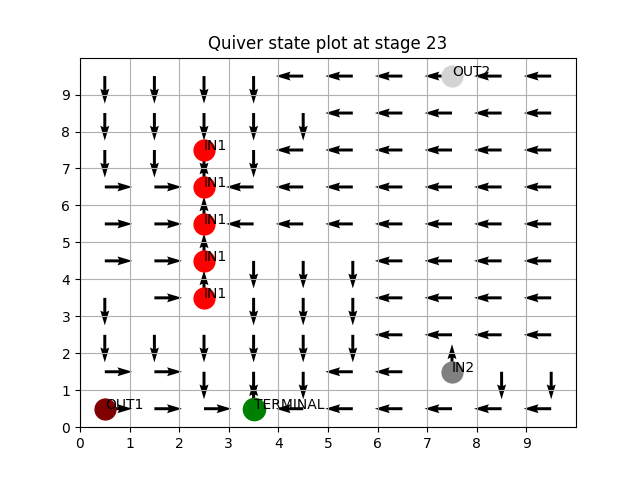 Quiver state plot at stage 23
OUT2
9
8
IN1
7
IN1
6
IN1
5
IN1
4
IN1
3
2
IN2
1
OUT1
TERMINAL
0
0 1 2 3 4 5 6 7 8 9